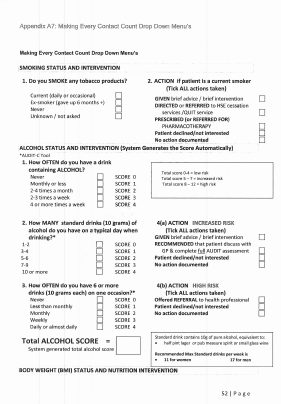 Appendix A7: Making Every Contact Count Drop Down Menu's
Making Every Contact Count Drop Down Menu's
SMOKING STATUS AND INTERVENTION
1. Do you SMOKE any tobacco products?
Current (daily or occasional)
Ex-smoker (gave up 6 months +)
Never
Unknown / not asked
2. ACTION if patient is a current smoker
(Tick ALL actions taken)
GIVEN brief advice / brief intervention
DIRECTED or REFERRED to HSE cessation
services /QUIT service
PRESCRIBED (or REFERRED FOR)
PHARMACOTHERAPY
Patient declined/not interested
No action documented
ALCOHOL STATUS AND INTERVENTION (System Generates the Score Automatically)
*AUDIT-C Tool
1. How OFTEN do you have a drink
containing ALCOHOL?
Never SCORE 0
Monthly or less SCORE 1
2-4 times a month SCORE 2
2-3 times a week SCORE 3
4 or more times a week SCORE 4
Total score 0-4 = low risk
Total score 5 – 7 = increased risk
Total score 8 – 12 = high risk
2. How MANY standard drinks (10 grams) of
alcohol do you have on a typical day when
drinking?*
1-2 SCORE 0
3-4 SCORE 1
5-6 SCORE 2
7-9 SCORE 3
10 or more SCORE 4
4(a) ACTION INCREASED RISK
(Tick ALL actions taken)
GIVEN brief advice / brief intervention
RECOMMENDED that patient discuss with
GP & complete full AUDIT assessment
Patient declined/not interested
No action documented
3. How OFTEN do you have 6 or more
drinks (10 grams each) on one occasion?*
Never SCORE 0
Less than monthly SCORE 1
Monthly SCORE 2
Weekly SCORE 3
Daily or almost daily SCORE 4
4(b) ACTION HIGH RISK
(Tick ALL actions taken)
Offered REFERRAL to health professional
Patient declined/not interested
No action documented
Total ALCOHOL SCORE =
System generated total alcohol score
Standard drink contains 10g of pure alcohol, equivalent to:
half pint lager or pub measure spirit or small glass wine
Recommended Max Standard Drinks per week is
11 for women 17 for men
BODY WEIGHT (BMI) STATUS AND NUTRITION INTERVENTION
52 | Page